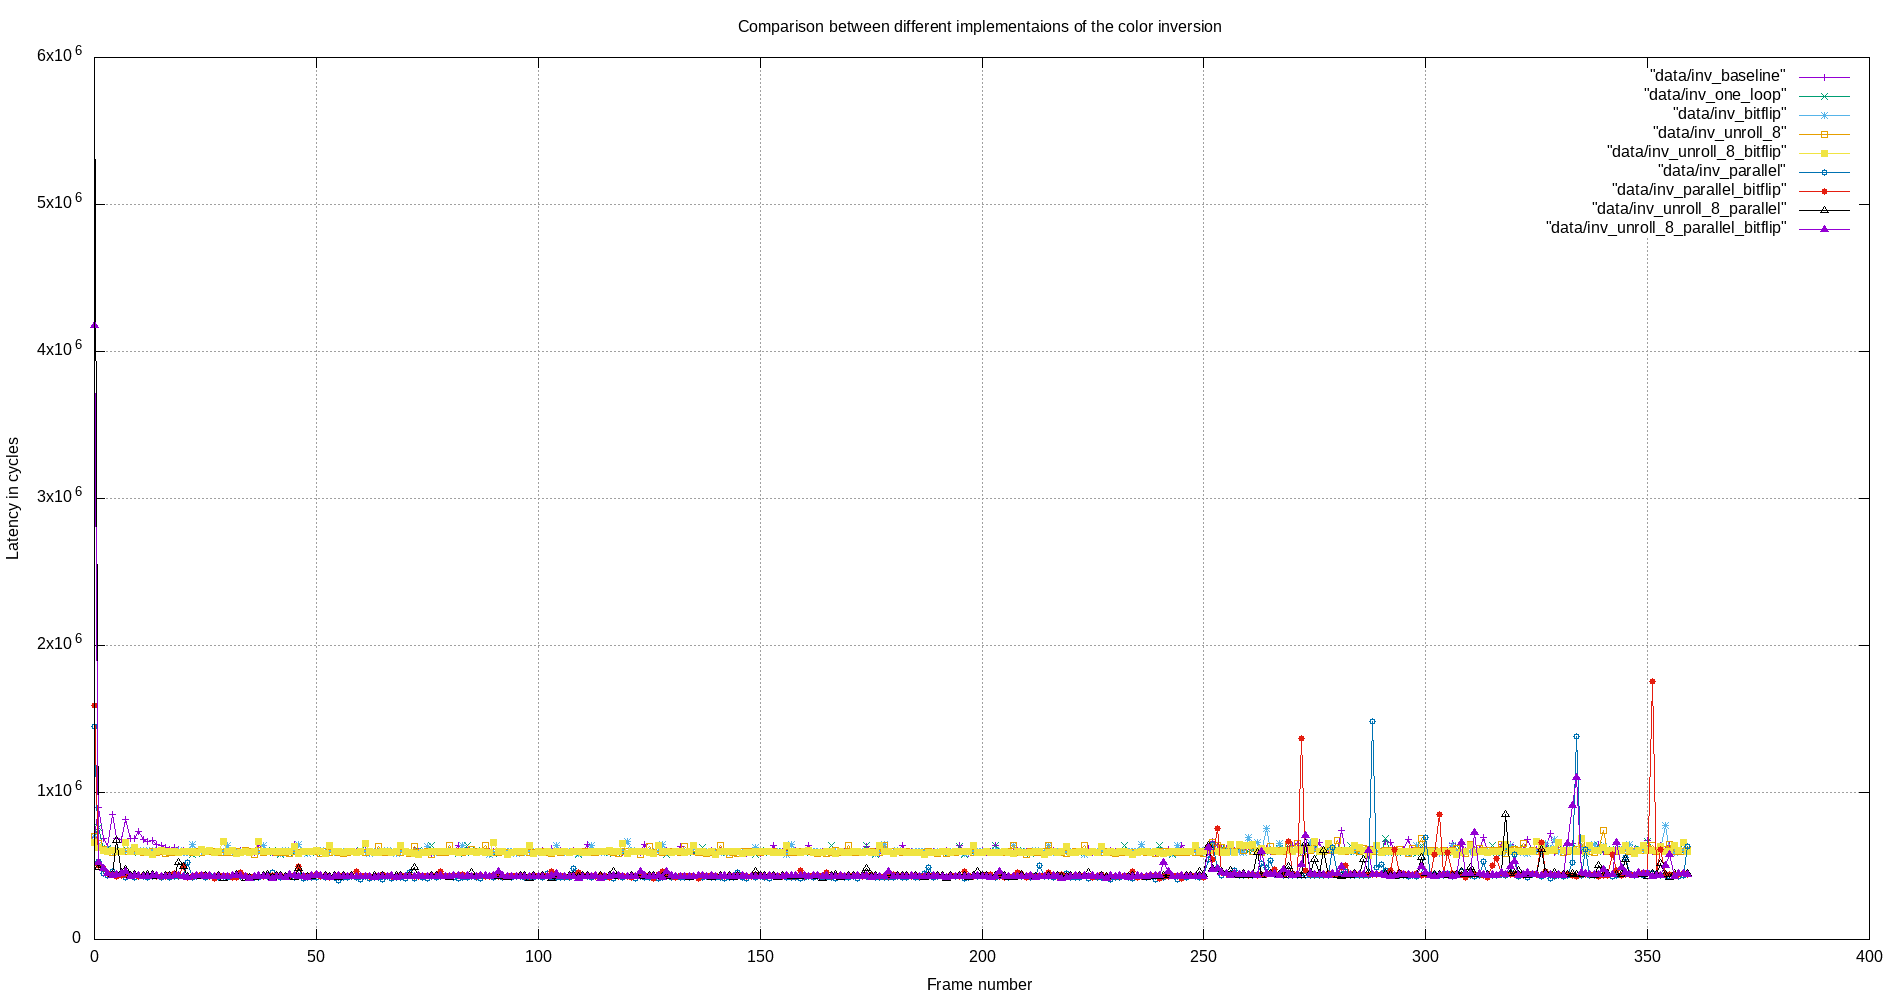 Comparison between different implementaions of the color inversion
6x10 6
5x10 6
4x10 6
3x10 6
2x10 6
1x10 6
0
Latency in cycles
"data/inv_baseline"
"data/inv_one_loop"
"data/inv_bitflip"
"data/inv_unroll_8"
"data/inv_unroll_8_bitflip"
"data/inv_parallel"
"data/inv_parallel_bitflip"
"data/inv_unroll_8_parallel"
"data/inv_unroll_8_parallel_bitflip"
0 50 100 150 200 250 300 350 400
Frame number